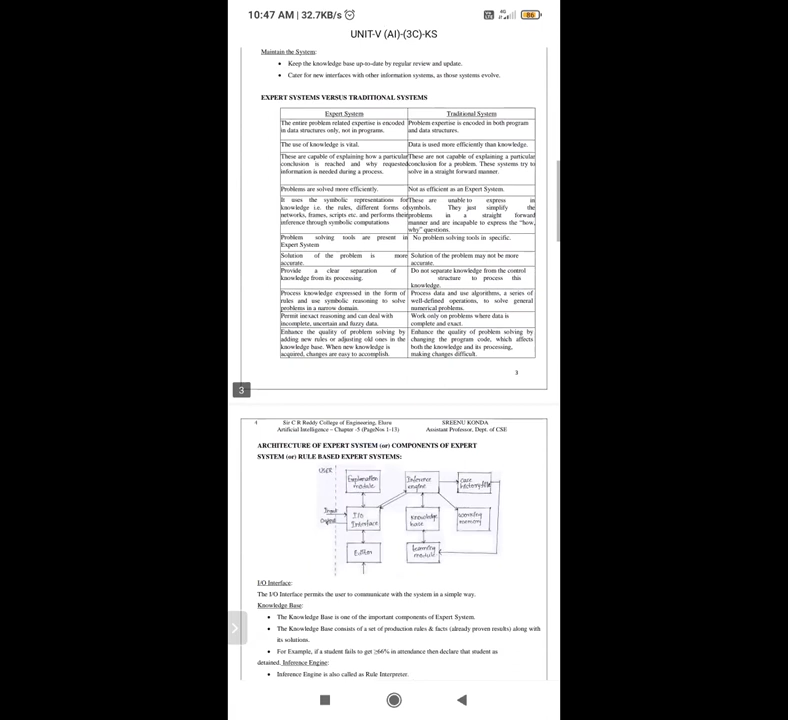 10:47 AM | 32.7KB/s
4G
86
UNIT-V (AI)-(3C)-KS
Maintain the System:
• Keep the knowledge base up-to-date by regular review and update.
• Cater for new interfaces with other information systems, as those systems evolve.
EXPERT SYSTEMS VERSUS TRADITIONAL SYSTEMS
Expert System Traditional System
The entire problem related expertise is encoded Problem expertise is encoded in both program
in data structures only, not in programs. and data structures.
The use of knowledge is vital. Data is used more efficiently than knowledge.
These are capable of explaining how a particular These are not capable of explaining a particular
conclusion is reached and why requested conclusion for a problem. These systems try to
information is needed during a process. solve in a straight forward manner.
Problems are solved more efficiently. Not as efficient as an Expert System.
It uses the symbolic representations for These are unable to express in
knowledge i.e. the rules, different forms of symbols. They just simplify the
networks, frames, scripts etc. and performs their problems in a straight forward
inference through symbolic computations manner and are incapable to express the "how,
why" questions.
Problem solving tools are present in No problem solving tools in specific.
Expert System
Solution of the problem is more Solution of the problem may not be more
accurate. accurate.
Provide a clear separation of Do not separate knowledge from the control
knowledge from its processing. structure to process this
knowledge.
Process knowledge expressed in the form of Process data and use algorithms, a series of
rules and use symbolic reasoning to solve well-defined operations, to solve general
problems in a narrow domain. numerical problems.
Permit inexact reasoning and can deal with Work only on problems where data is
incomplete, uncertain and fuzzy data. complete and exact.
Enhance the quality of problem solving by Enhance the quality of problem solving by
adding new rules or adjusting old ones in the changing the program code, which affects
knowledge base. When new knowledge is both the knowledge and its processing,
acquired, changes are easy to accomplish. making changes difficult.
3
3
4 Sir C R Reddy College of Engineering, Eluru SREENU KONDA
Artificial Intelligence – Chapter -5 (PageNos 1-13) Assistant Professor, Dept. of CSE
ARCHITECTURE OF EXPERT SYSTEM (or) COMPONENTS OF EXPERT
SYSTEM (or) RULE BASED EXPERT SYSTEMS:
USER
Explanation module
Inference engine
case history file
Input
Output
I/O Interface
Knowledge base
working memory
Editor
learning module
I/O Interface:
The I/O Interface permits the user to communicate with the system in a simple way.
Knowledge Base:
• The Knowledge Base is one of the important components of Expert System.
• The Knowledge Base consists of a set of production rules & facts (already proven results) along with
its solutions.
• For Example, if a student fails to get ≥66% in attendance then declare that student as
detained. Inference Engine:
• Inference Engine is also called as Rule Interpreter.